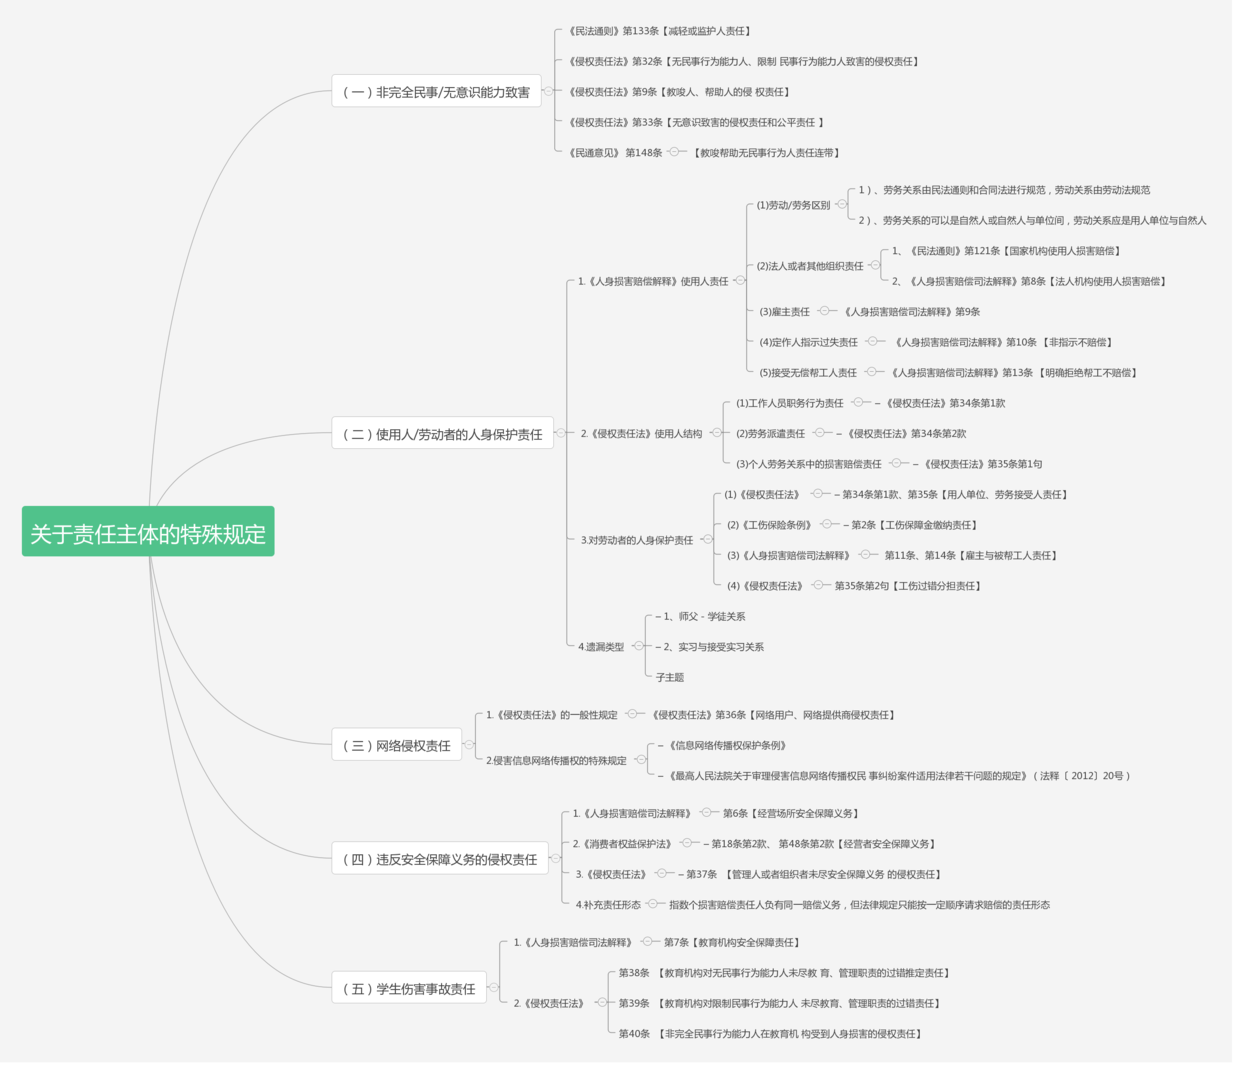 关于责任主体的特殊规定
（一）非完全民事/无意识能力致害
《民法通则》第133条【减轻或监护人责任】
《侵权责任法》第32条【无民事行为能力人、限制 民事行为能力人致害的侵权责任】
《侵权责任法》第9条【教唆人、帮助人的侵 权责任】
《侵权责任法》第33条【无意识致害的侵权责任和公平责任 】
《民通意见》 第148条
【教唆帮助无民事行为人责任连带】
（二）使用人/劳动者的人身保护责任
1.《人身损害赔偿解释》使用人责任
(1)劳动/劳务区别
1）、劳务关系由民法通则和合同法进行规范，劳动关系由劳动法规范
2）、劳务关系的可以是自然人或自然人与单位间，劳动关系应是用人单位与自然人
(2)法人或者其他组织责任
1、《民法通则》第121条【国家机构使用人损害赔偿】
2、《人身损害赔偿司法解释》第8条【法人机构使用人损害赔偿】
(3)雇主责任
《人身损害赔偿司法解释》第9条
(4)定作人指示过失责任
《人身损害赔偿司法解释》第10条 【非指示不赔偿】
(5)接受无偿帮工人责任
《人身损害赔偿司法解释》第13条 【明确拒绝帮工不赔偿】
2.《侵权责任法》使用人结构
(1)工作人员职务行为责任
– 《侵权责任法》第34条第1款
(2)劳务派遣责任
– 《侵权责任法》第34条第2款
(3)个人劳务关系中的损害赔偿责任
– 《侵权责任法》第35条第1句
3.对劳动者的人身保护责任
(1)《侵权责任法》
– 第34条第1款、第35条【用人单位、劳务接受人责任】
(2)《工伤保险条例》
– 第2条【工伤保障金缴纳责任】
(3)《人身损害赔偿司法解释》
第11条、第14条【雇主与被帮工人责任】
(4)《侵权责任法》
第35条第2句【工伤过错分担责任】
4.遗漏类型
– 1、师父 - 学徒关系
– 2、实习与接受实习关系
子主题
（三）网络侵权责任
1.《侵权责任法》的一般性规定
《侵权责任法》第36条【网络用户、网络提供商侵权责任】
2.侵害信息网络传播权的特殊规定
– 《信息网络传播权保护条例》
– 《最高人民法院关于审理侵害信息网络传播权民 事纠纷案件适用法律若干问题的规定》（法释〔 2012〕20号）
（四）违反安全保障义务的侵权责任
1.《人身损害赔偿司法解释》
第6条【经营场所安全保障义务】
2.《消费者权益保护法》
– 第18条第2款、 第48条第2款【经营者安全保障义务】
3.《侵权责任法》
– 第37条 【管理人或者组织者未尽安全保障义务 的侵权责任】
4.补充责任形态
指数个损害赔偿责任人负有同一赔偿义务，但法律规定只能按一定顺序请求赔偿的责任形态
（五）学生伤害事故责任
1.《人身损害赔偿司法解释》
第7条【教育机构安全保障责任】
2.《侵权责任法》
第38条 【教育机构对无民事行为能力人未尽教 育、管理职责的过错推定责任】
第39条 【教育机构对限制民事行为能力人 未尽教育、管理职责的过错责任】
第40条 【非完全民事行为能力人在教育机 构受到人身损害的侵权责任】